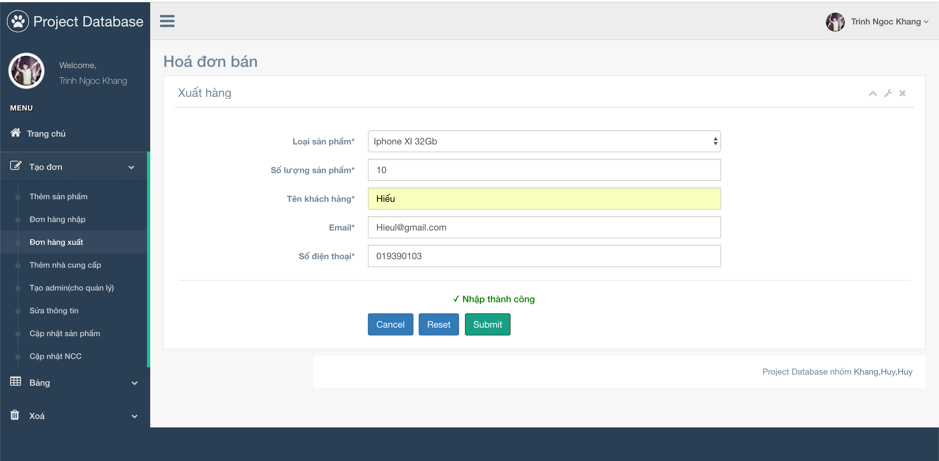 Project Database
Trinh Ngoc Khang
Welcome,
Trinh Ngoc Khang
MENU
Trang chủ
Tạo đơn
Thêm sản phẩm
Đơn hàng nhập
Đơn hàng xuất
Thêm nhà cung cấp
Tạo admin(cho quản lý)
Sửa thông tin
Cập nhật sản phẩm
Cập nhật NCC
Bảng
Xoá
Hoá đơn bán
Xuất hàng
Loại sản phẩm* Iphone XI 32Gb
Số lượng sản phẩm* 10
Tên khách hàng* Hiếu
Email* Hieul@gmail.com
Số điện thoại* 019390103
✓ Nhập thành công
Cancel Reset Submit
Project Database nhóm Khang,Huy,Huy